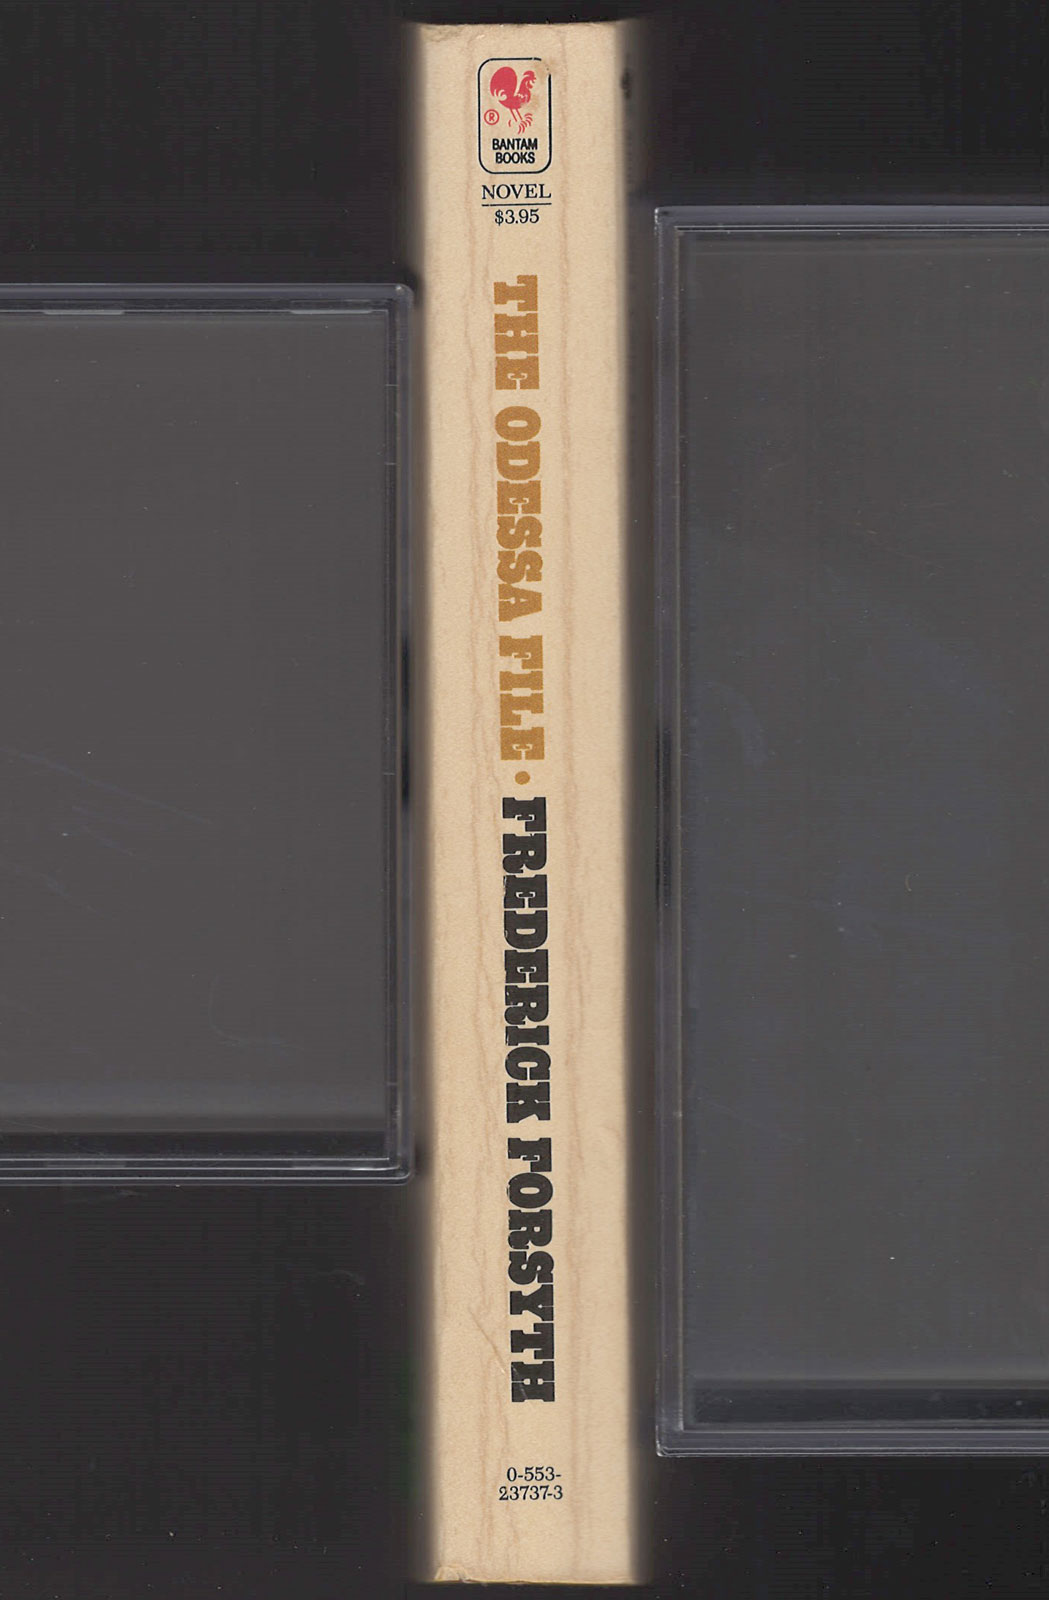 ®
BANTAM
BOOKS
NOVEL
$3.95
THE ODESSA FILE • FREDERICK FORSYTH
0-553-
23737-3